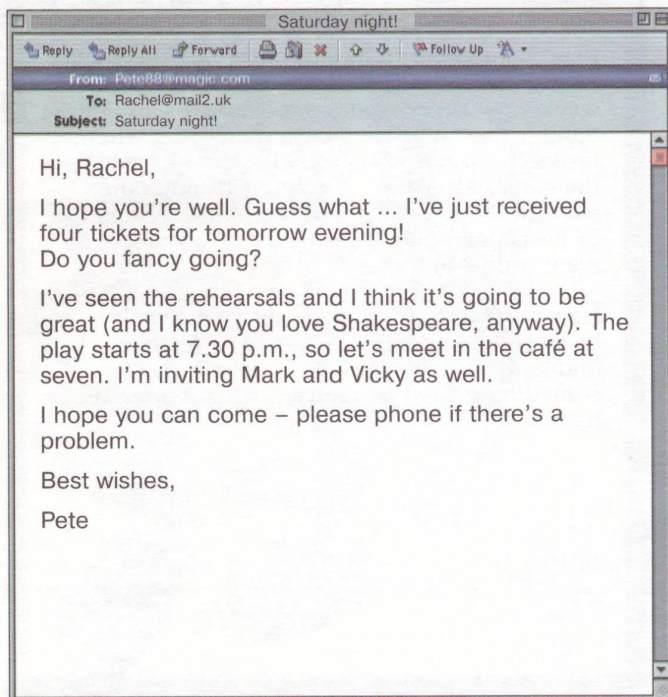 Saturday night!
Reply Reply All Forward Follow Up
From: Pete88@magic.com
To: Rachel@mail2.uk
Subject: Saturday night!
Hi, Rachel,
I hope you're well. Guess what ... I've just received
four tickets for tomorrow evening!
Do you fancy going?
I've seen the rehearsals and I think it's going to be
great (and I know you love Shakespeare, anyway). The
play starts at 7.30 p.m., so let's meet in the café at
seven. I'm inviting Mark and Vicky as well.
I hope you can come – please phone if there's a
problem.
Best wishes,
Pete